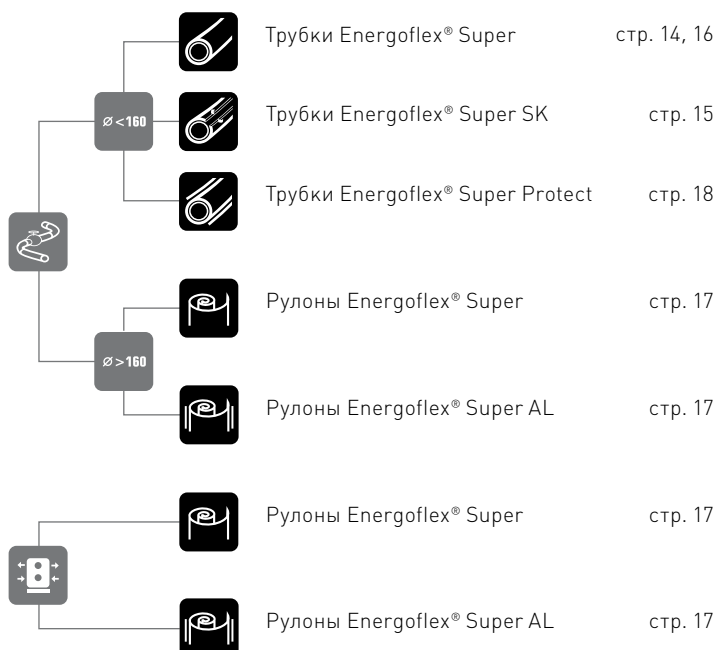 Трубки Energoflex® Super стр. 14, 16
ø<160
Трубки Energoflex® Super SK стр. 15
Трубки Energoflex® Super Protect стр. 18
Рулоны Energoflex® Super стр. 17
ø>160
Рулоны Energoflex® Super AL стр. 17
Рулоны Energoflex® Super стр. 17
Рулоны Energoflex® Super AL стр. 17